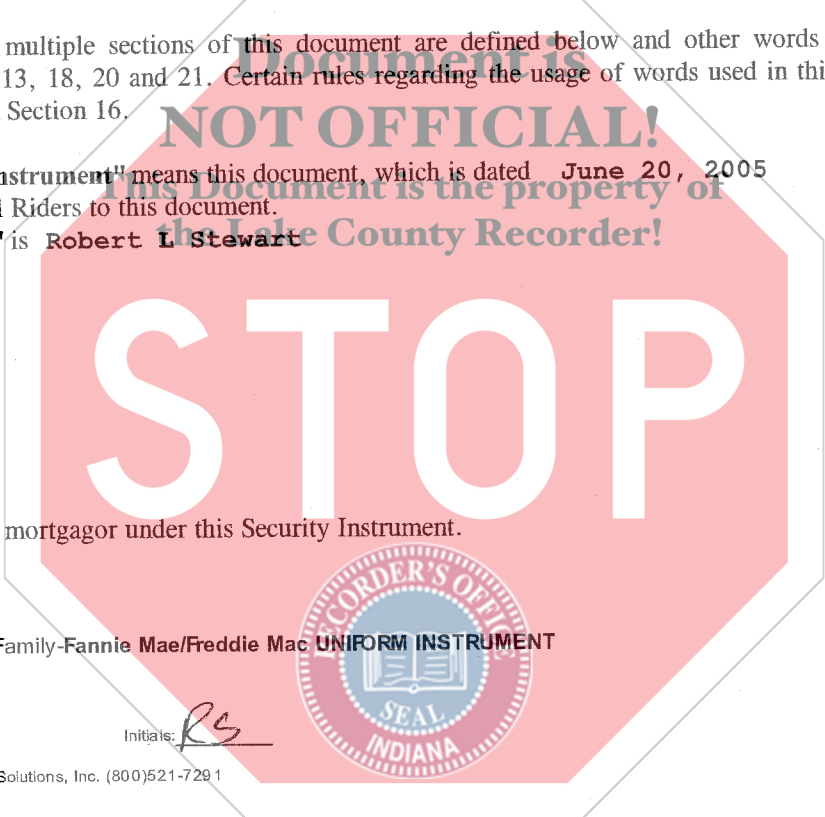 multiple sections of this document are defined below and other words
Document is
13, 18, 20 and 21. Certain rules regarding the usage of words used in thi
Section 16.
NOT OFFICIAL!
nstrument" means this document, which is dated June 20, 2005
This Document is the property of
Riders to this document.
the Lake County Recorder!
" is Robert L Stewart
STOP
mortgagor under this Security Instrument.
RECORDER'S OFFICE
Family-Fannie Mae/Freddie Mac UNIFORM INSTRUMENT
SEAL
INDIANA
Initials: RS
Solutions, Inc. (800)521-7291